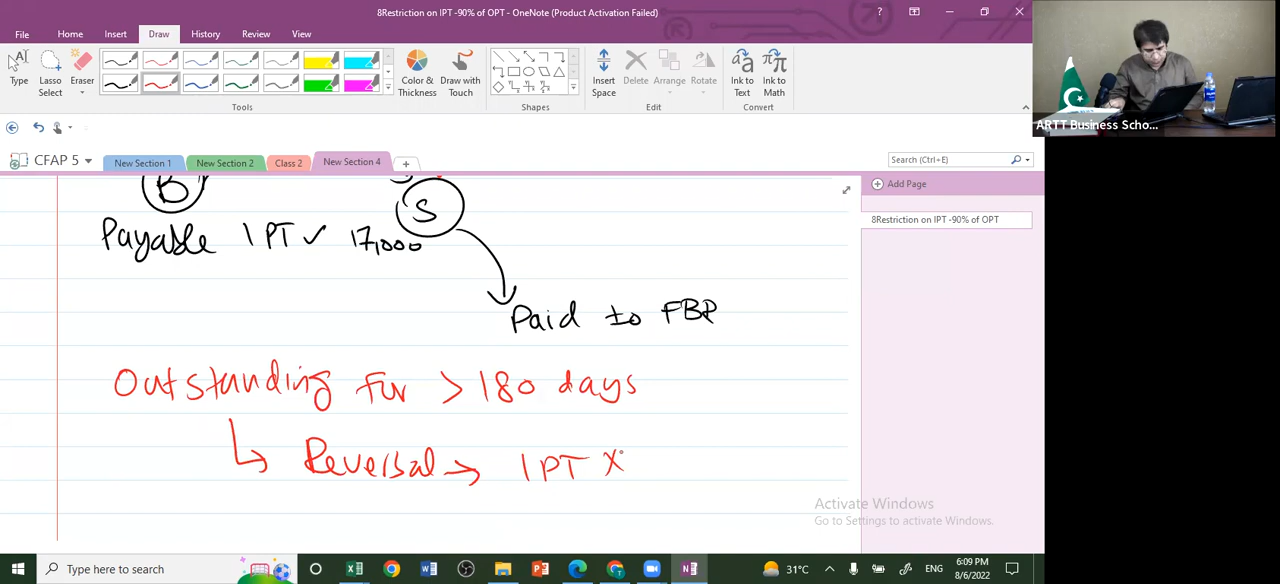 8Restriction on IPT -90% of OPT - OneNote (Product Activation Failed)
File Home Insert Draw History Review View
Type Lasso Select Eraser Color & Thickness Draw with Touch Insert Space Delete Arrange Rotate Ink to Text Ink to Math
Tools Shapes Edit Convert
ARTT Business Scho...
CFAP 5 New Section 1 New Section 2 Class 2 New Section 4 Search (Ctrl+E)
Add Page
8Restriction on IPT -90% of OPT
B S
Payable IPT ✓ 17,000
Paid to FBR
Outstanding for > 180 days
Reversal → IPT X
Activate Windows
Go to Settings to activate Windows.
Type here to search 31°C ENG 6:09 PM
8/6/2022